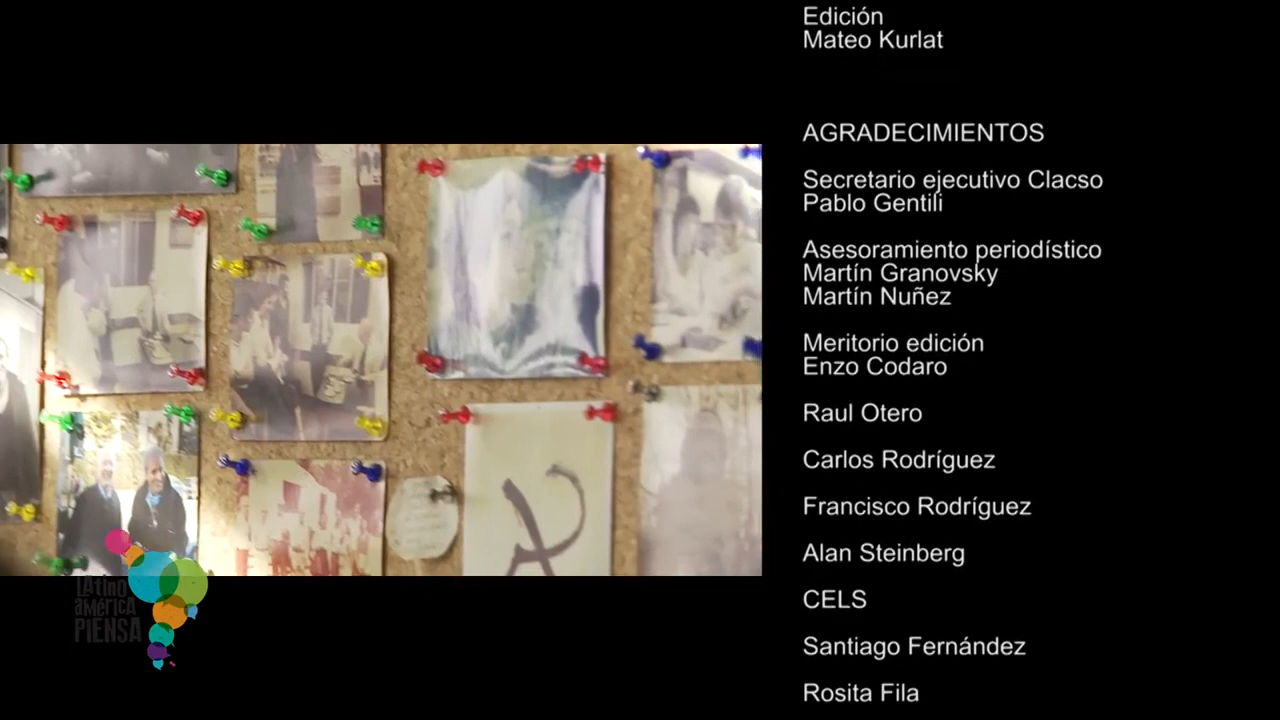 Edición
Mateo Kurlat
AGRADECIMIENTOS
Secretario ejecutivo Clacso
Pablo Gentili
Asesoramiento periodístico
Martín Granovsky
Martín Nuñez
Meritorio edición
Enzo Codaro
Raul Otero
Carlos Rodríguez
Francisco Rodríguez
Alan Steinberg
CELS
Santiago Fernández
Rosita Fila
LAtino
América
PIENSA